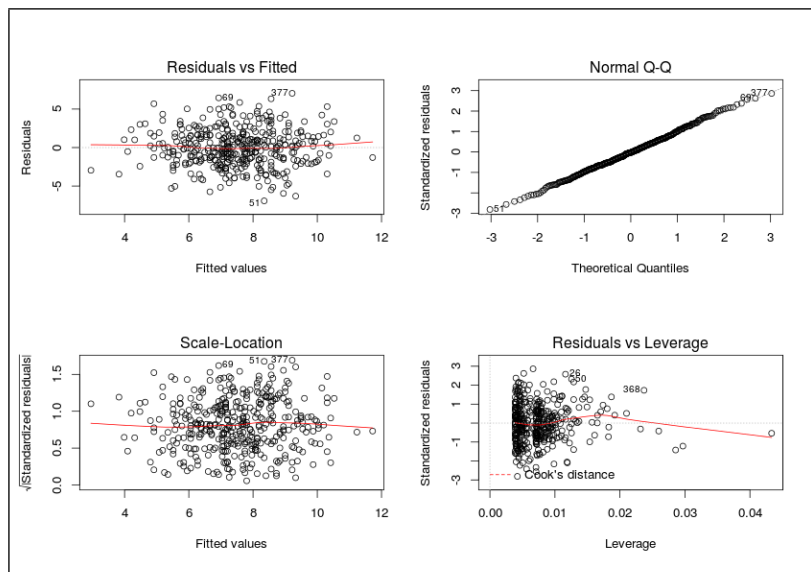 Residuals vs Fitted
Residuals
5
0
-5
69
377
51
4 6 8 10 12
Fitted values
Normal Q-Q
Standardized residuals
3
2
1
0
-1
-3
377
51
-3 -2 -1 0 1 2 3
Theoretical Quantiles
Scale-Location
√|Standardized residuals|
1.5
1.0
0.5
0.0
69
51
377
4 6 8 10 12
Fitted values
Residuals vs Leverage
Standardized residuals
3
2
1
0
-1
-3
26
368
Cook's distance
0.00 0.01 0.02 0.03 0.04
Leverage